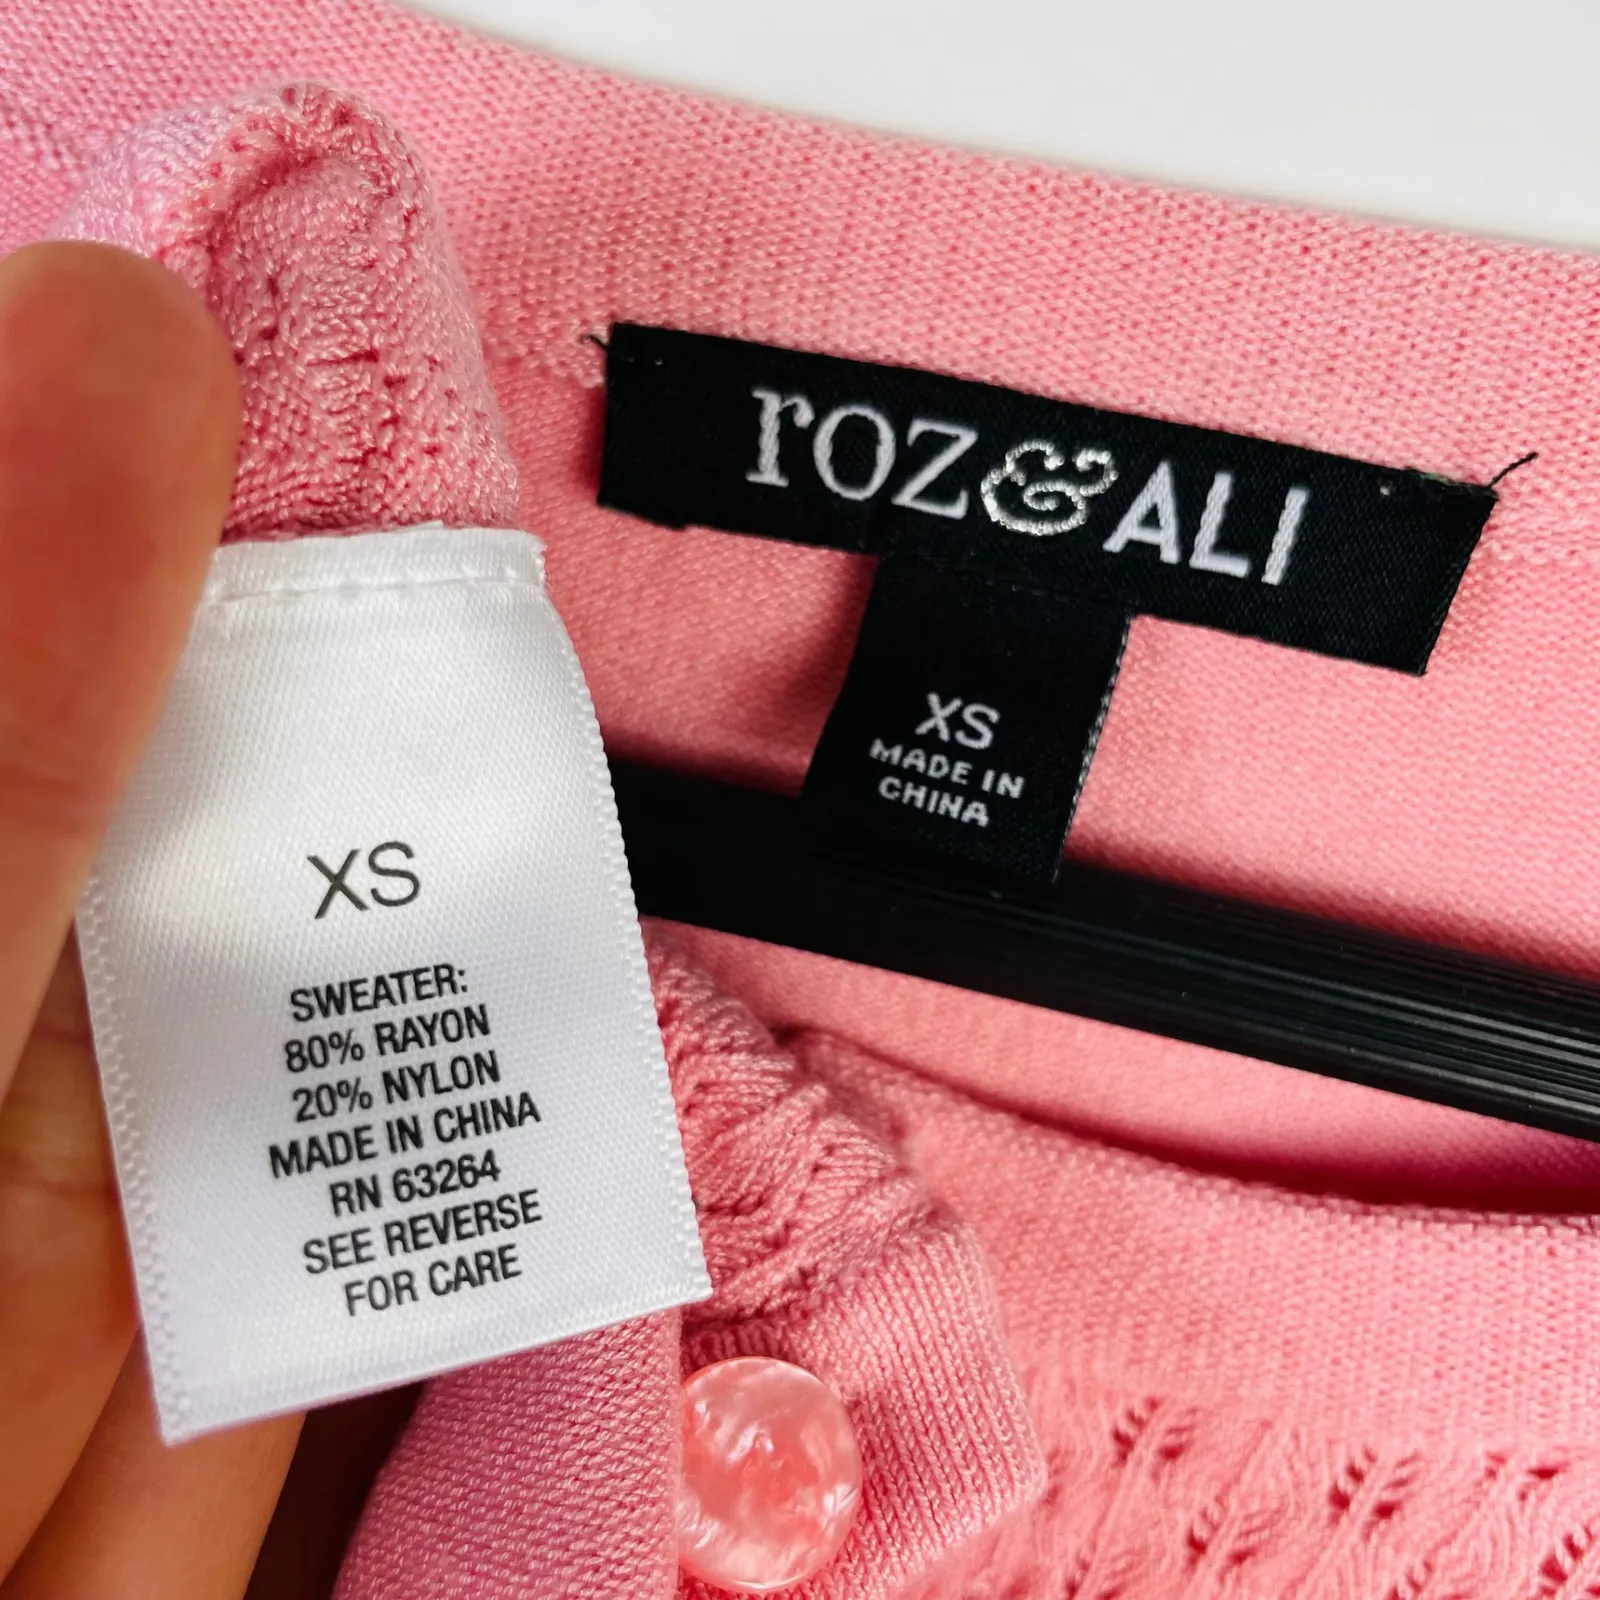 roz&ALI
XS
MADE IN
CHINA
XS
SWEATER:
80% RAYON
20% NYLON
MADE IN CHINA
RN 63264
SEE REVERSE
FOR CARE